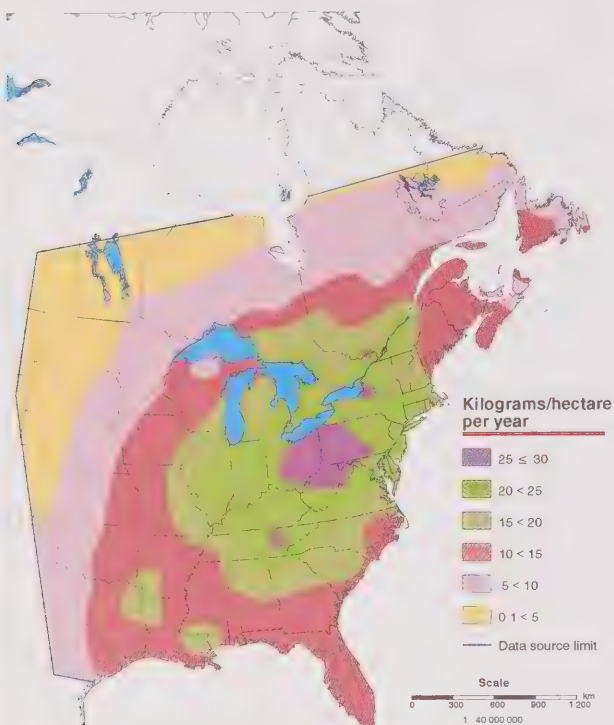 Kilograms/hectare
per year
25 ≤ 30
20 < 25
15 < 20
10 < 15
5 < 10
0 1 < 5
Data source limit
Scale
km
0 300 600 900 1 200
1 40 000 000